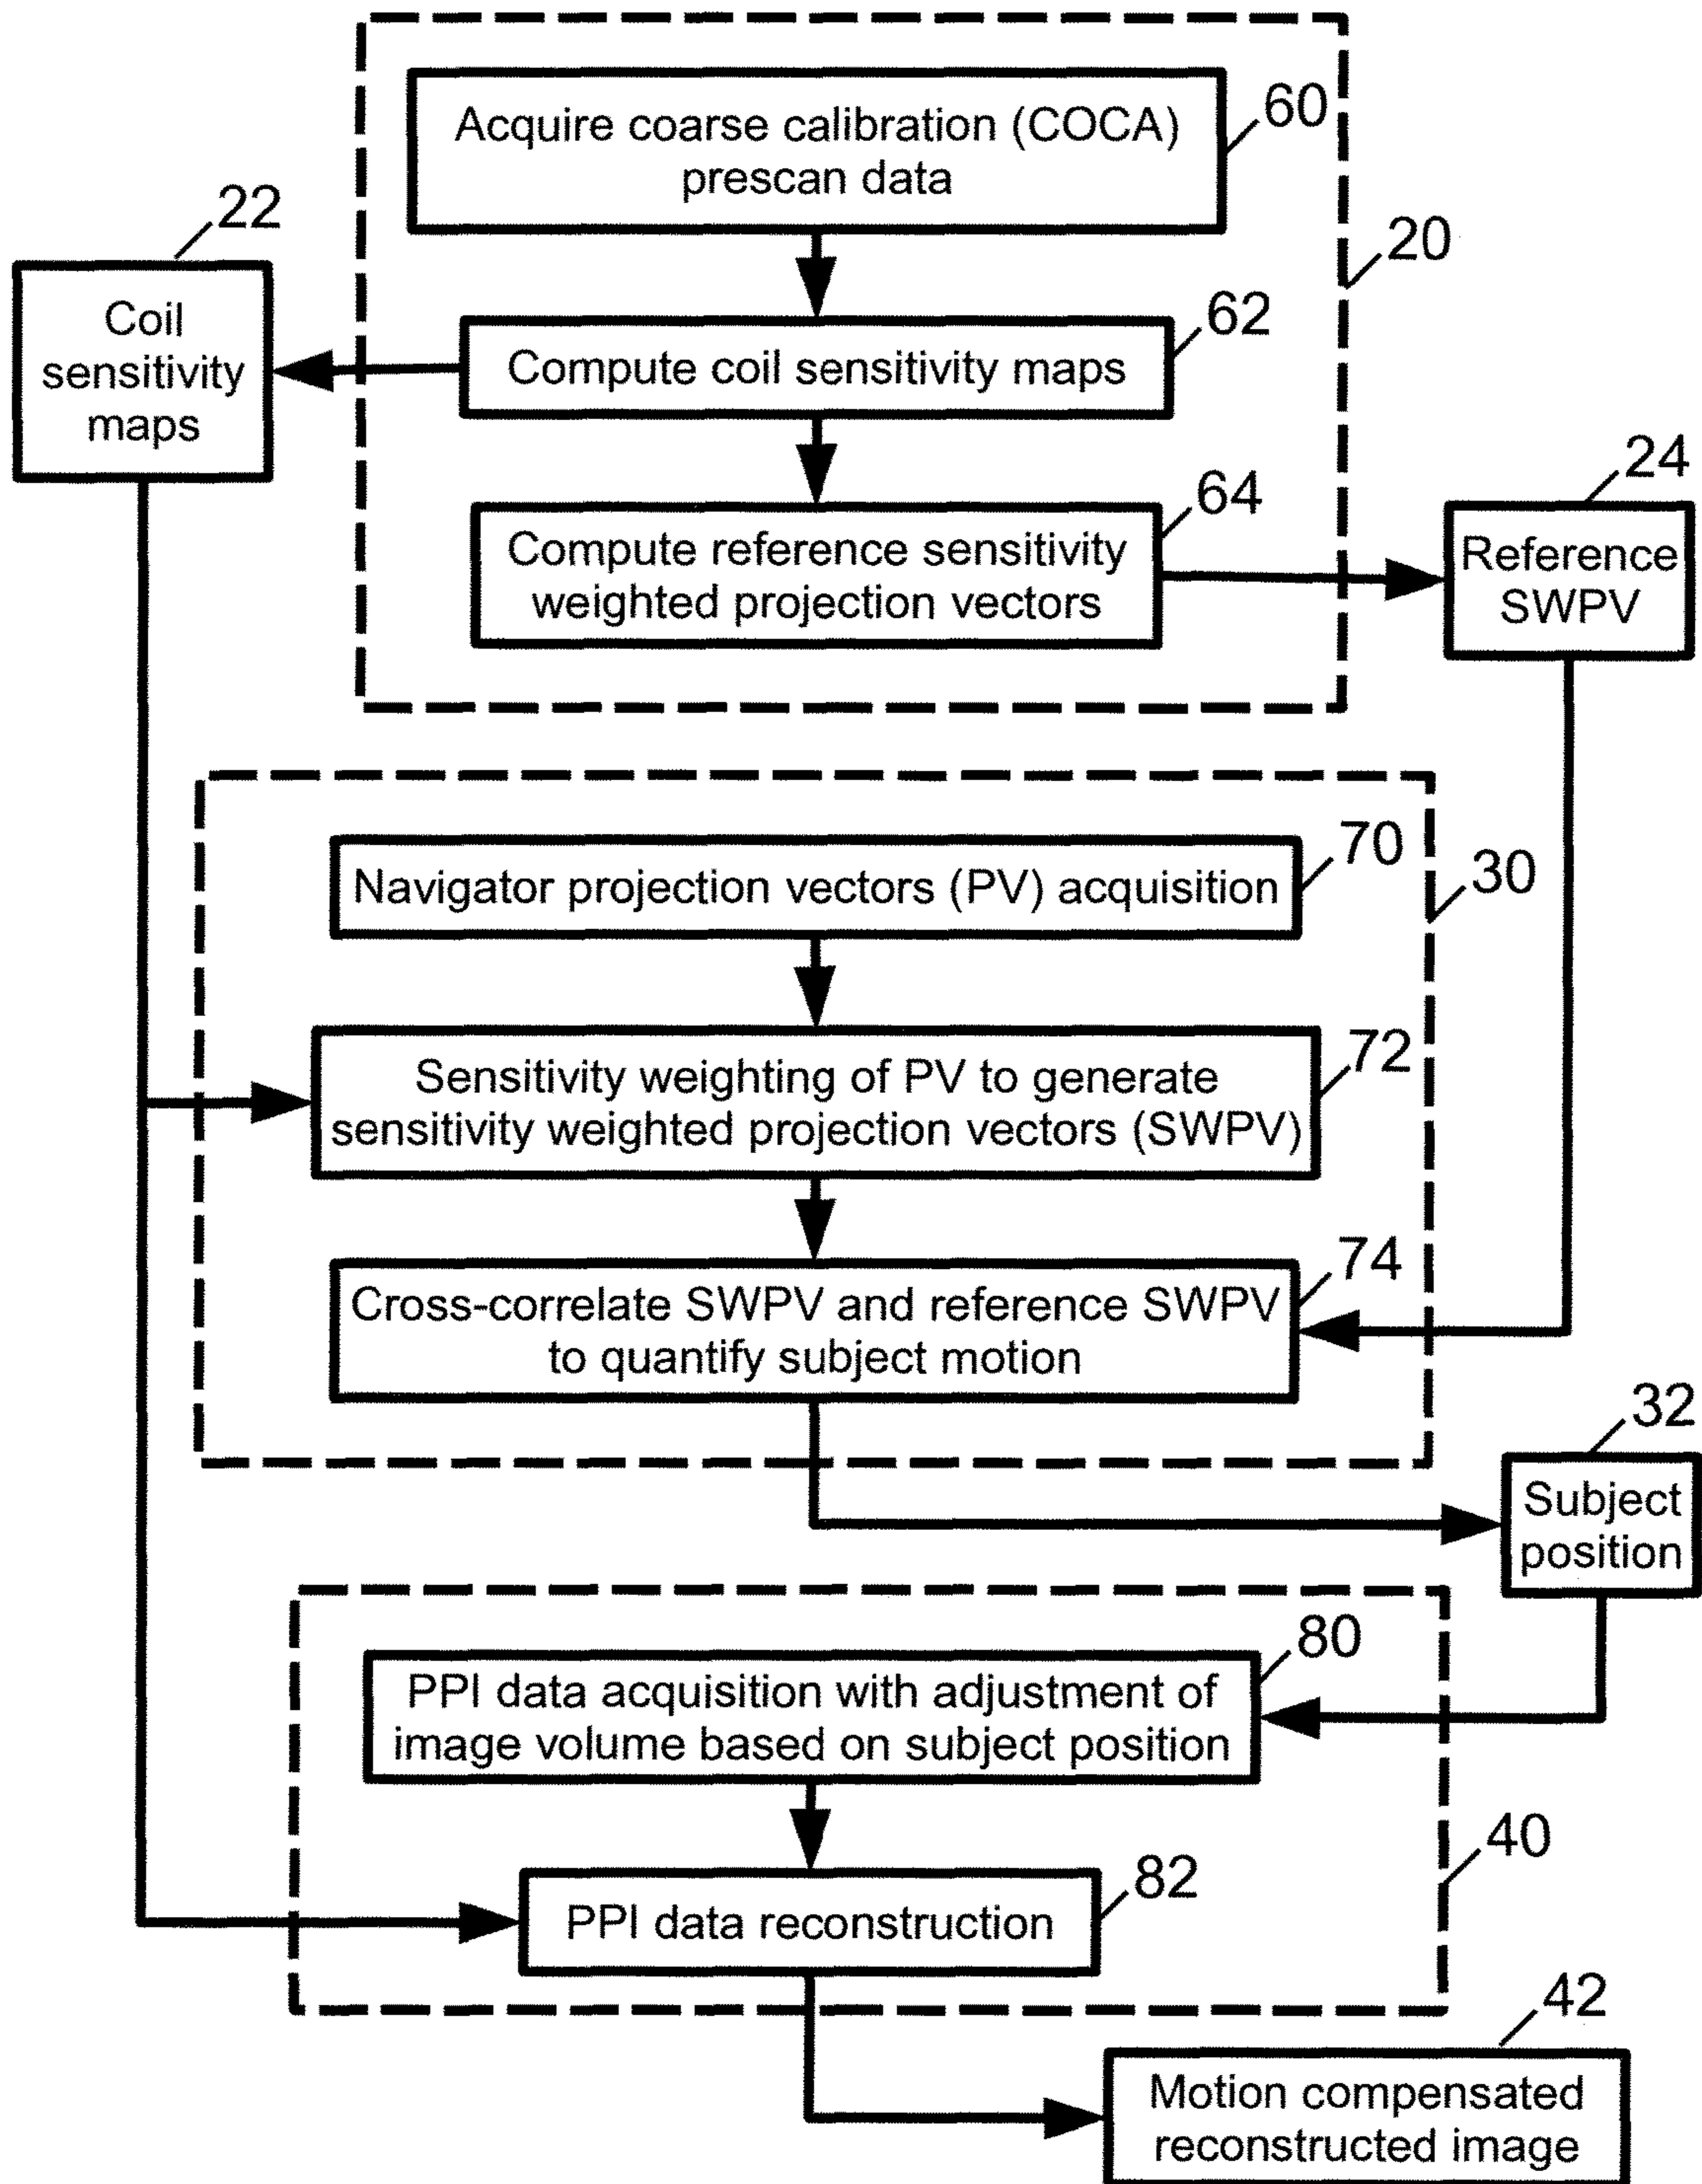 Acquire coarse calibration (COCA)
prescan data
60
20
22
Coil
sensitivity
maps
Compute coil sensitivity maps
62
Compute reference sensitivity
weighted projection vectors
64
24
Reference
SWPV
Navigator projection vectors (PV) acquisition
70
30
Sensitivity weighting of PV to generate
sensitivity weighted projection vectors (SWPV)
72
Cross-correlate SWPV and reference SWPV
to quantify subject motion
74
32
Subject
position
PPI data acquisition with adjustment of
image volume based on subject position
80
40
PPI data reconstruction
82
42
Motion compensated
reconstructed image